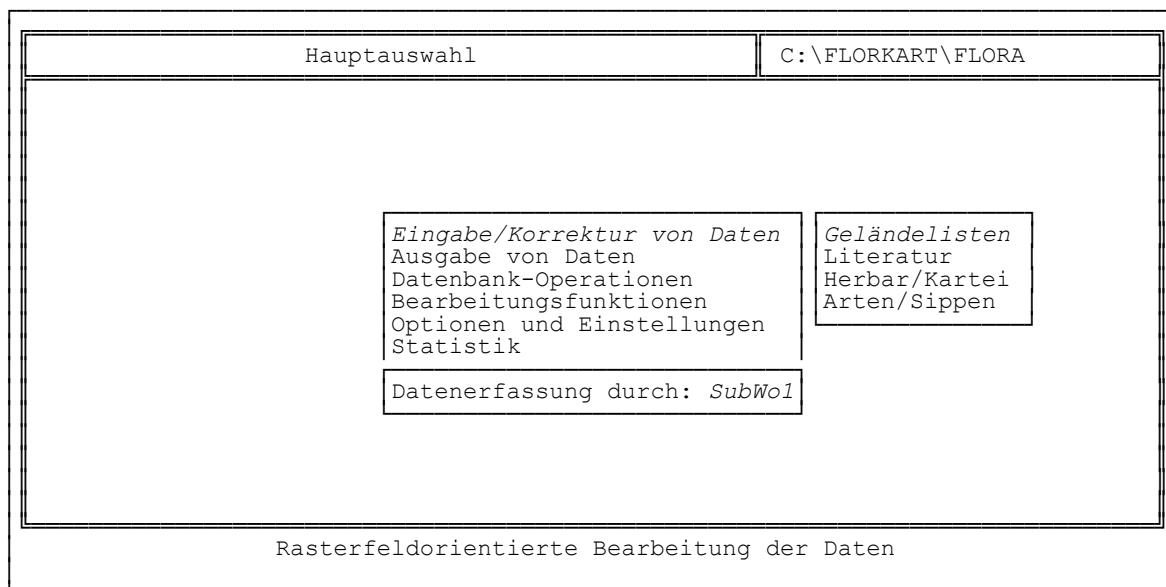 Hauptauswahl C:\FLORKART\FLORA
Eingabe/Korrektur von Daten Geländelisten
Ausgabe von Daten Literatur
Datenbank-Operationen Herbar/Kartei
Bearbeitungsfunktionen Arten/Sippen
Optionen und Einstellungen
Statistik
Datenerfassung durch: SubWol
Rasterfeldorientierte Bearbeitung der Daten